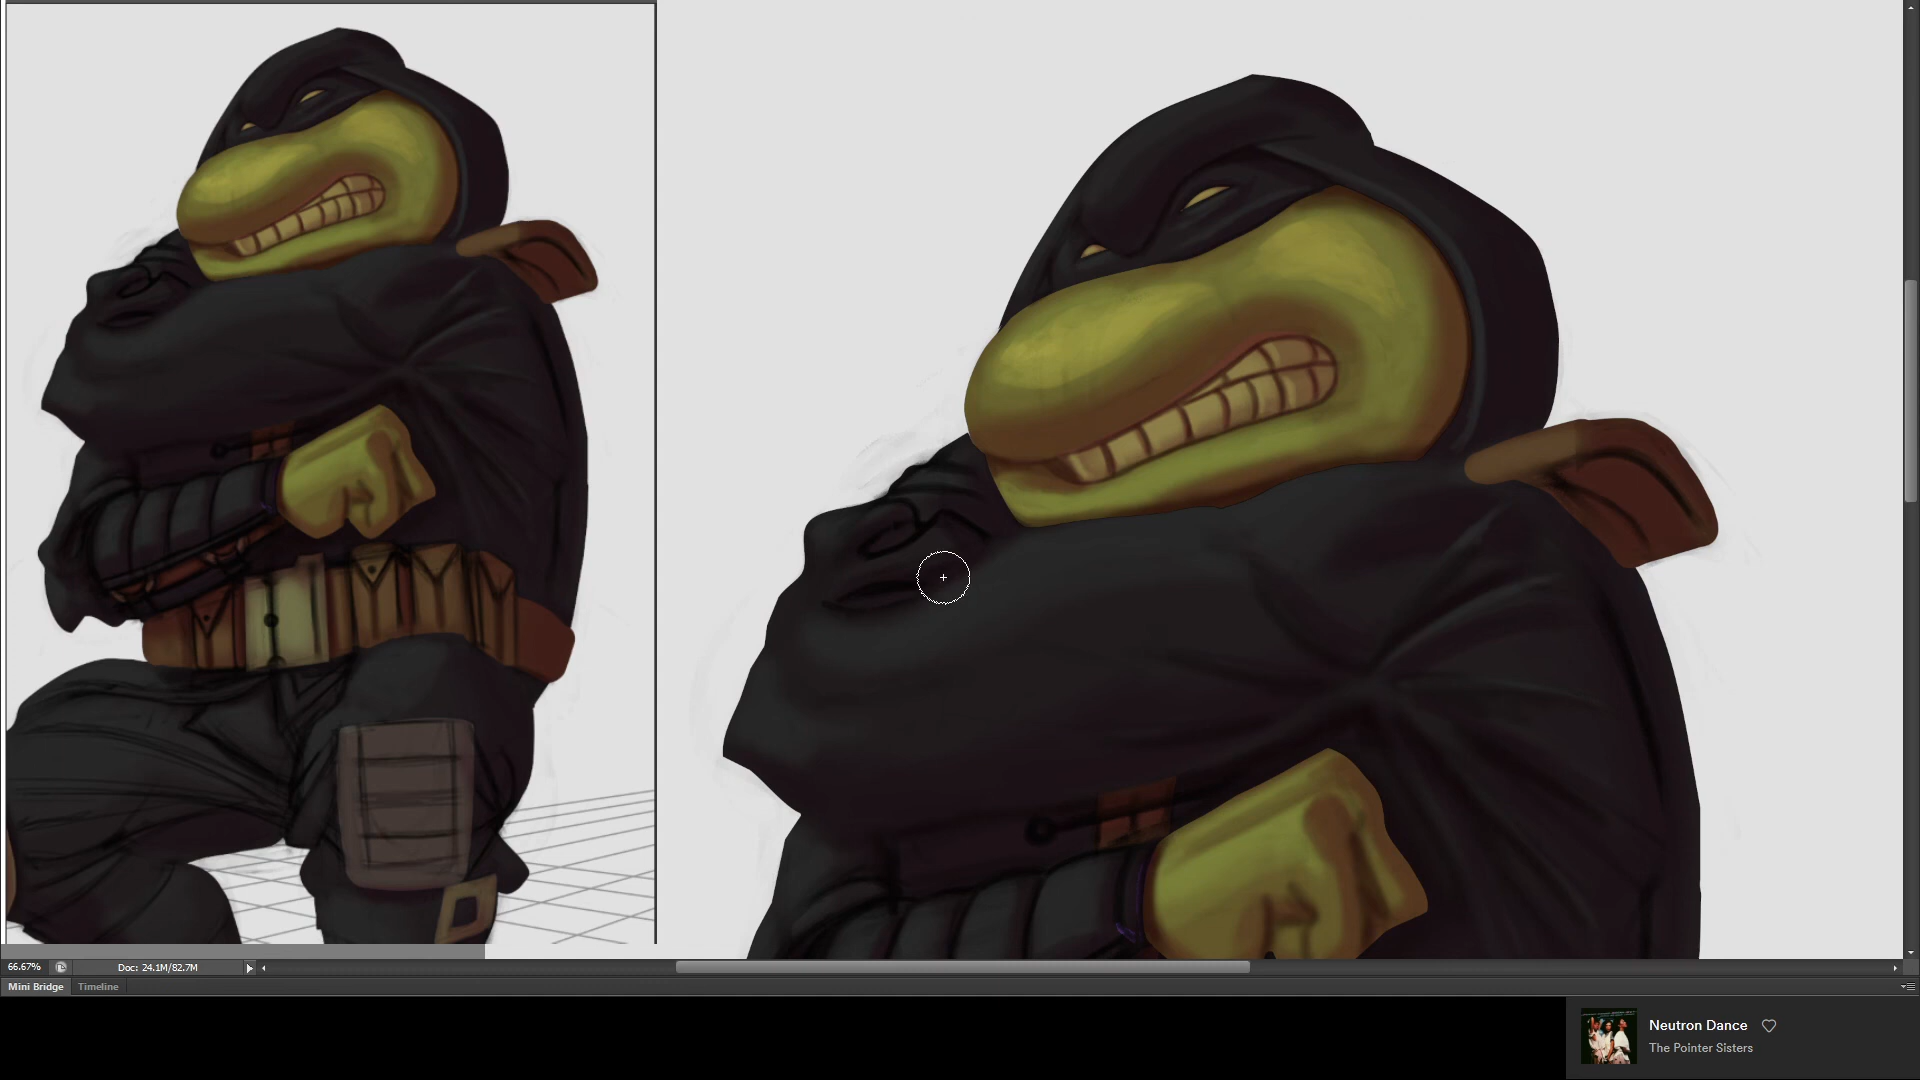 66.67%
Doc: 24.1M/82.7M
Mini Bridge
Timeline
Neutron Dance
The Pointer Sisters